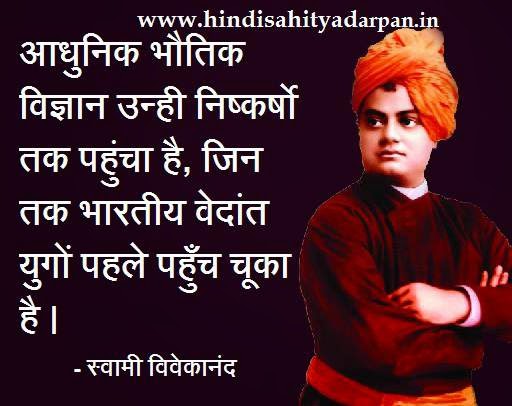 www.hindisahityadarpan.in
आधुनिक भौतिक
विज्ञान उन्ही निष्कर्षो
तक पहुंचा है, जिन
तक भारतीय वेदांत
युगों पहले पहुँच चूका
है।
- स्वामी विवेकानंद